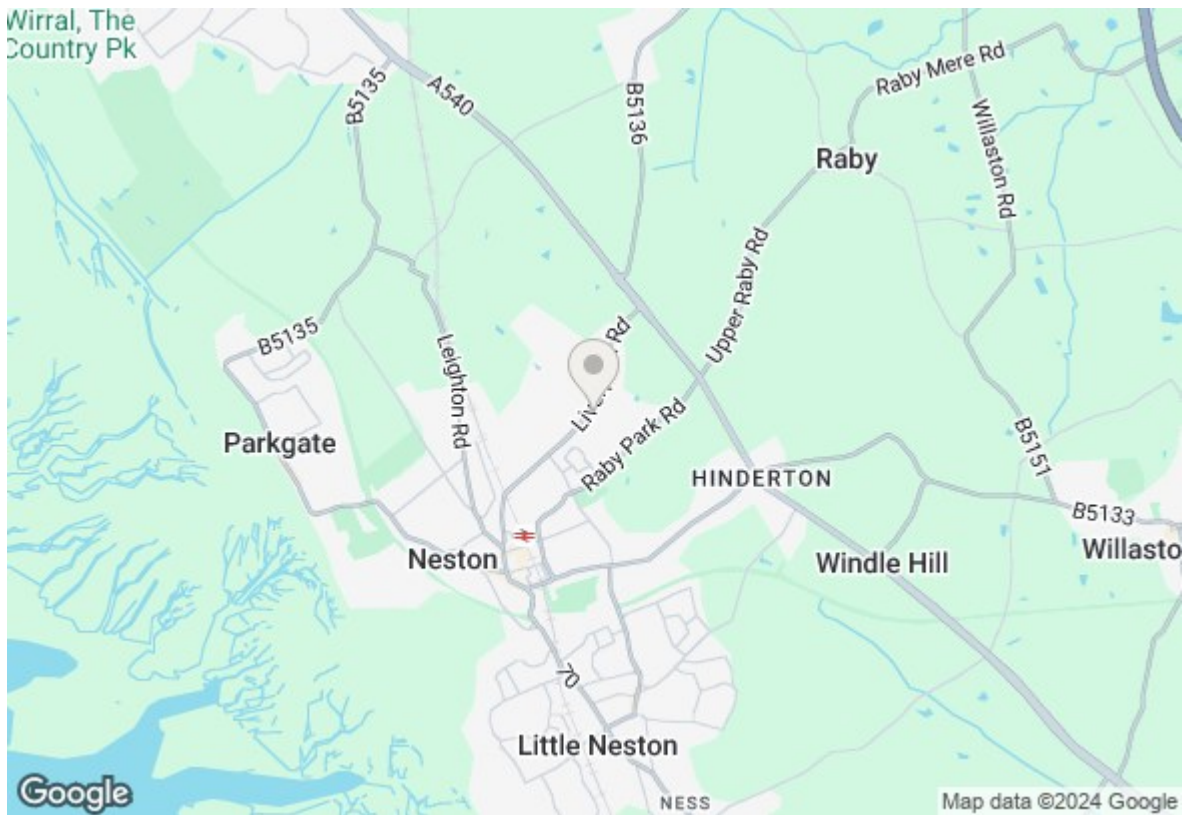 Wirral, The
Country Pk
B5135
A540
B5136
Raby Mere Rd
Raby
Willaston Rd
Upper Raby Rd
B5135
Leighton Rd
Rd
Parkgate
Raby Park Rd
HINDERTON
B5151
B5133
Neston
Windle Hill
Willasto
70
Little Neston
NESS
Google
Map data ©2024 Google